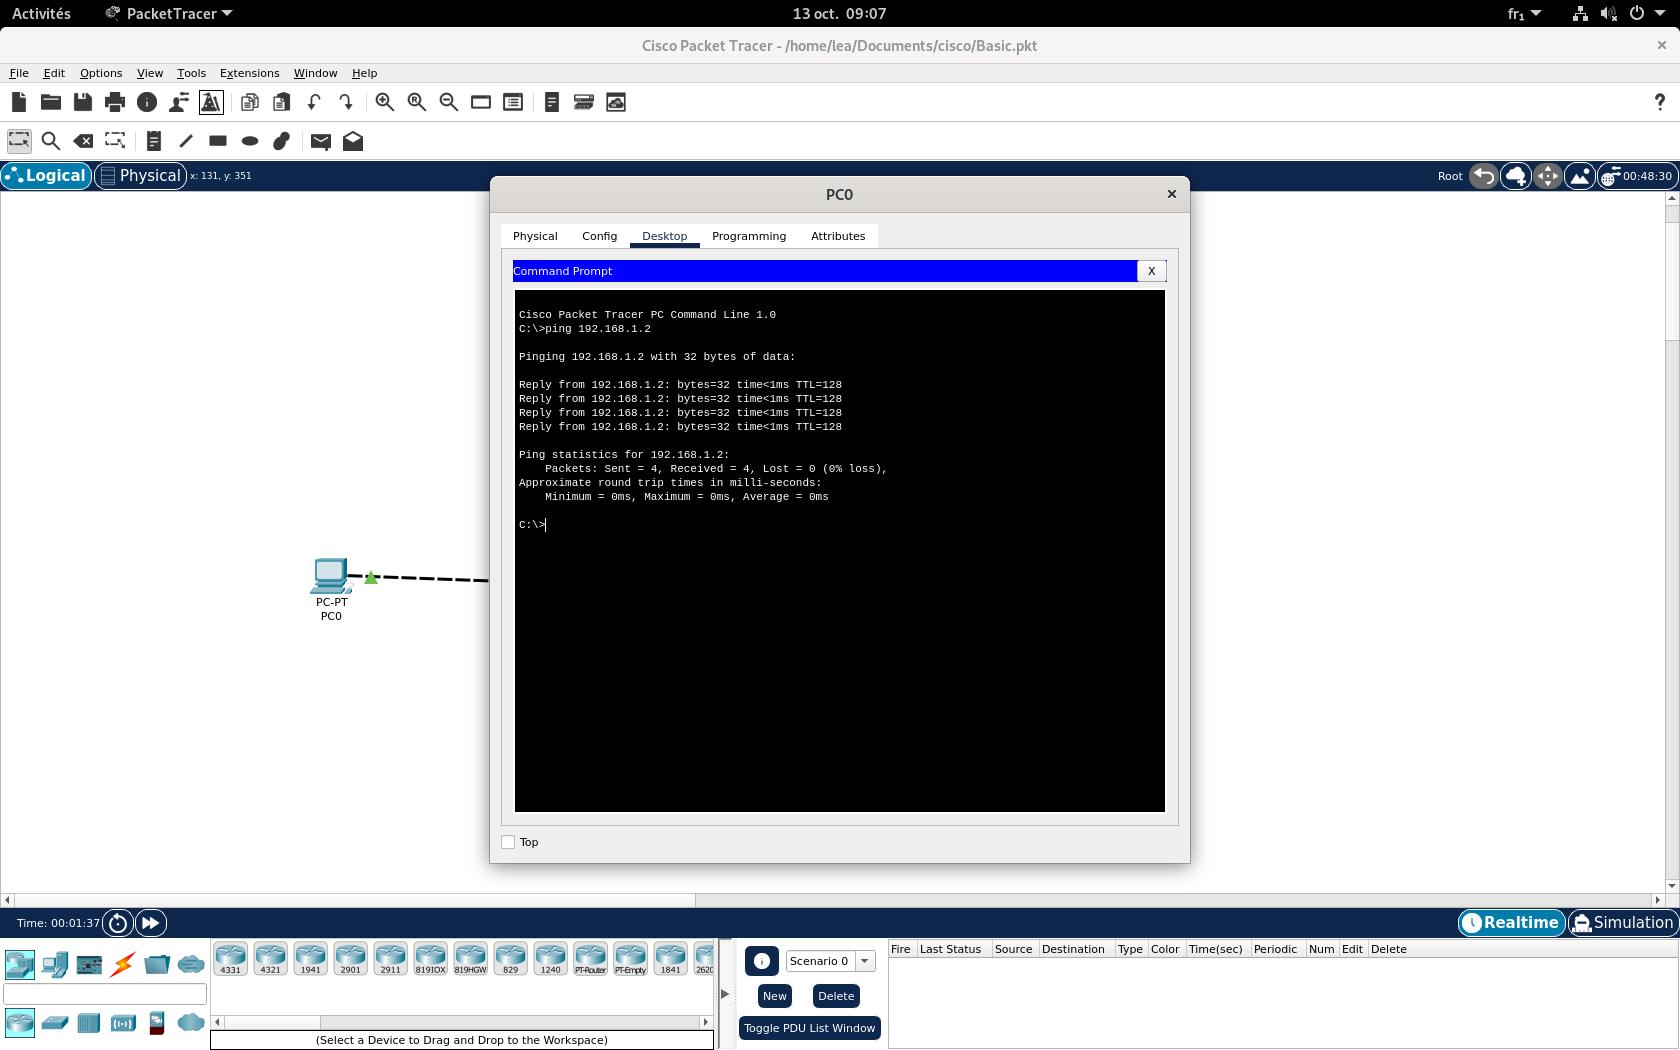 Activités PacketTracer 13 oct. 09:07 fr₁
Cisco Packet Tracer - /home/lea/Documents/cisco/Basic.pkt
File Edit Options View Tools Extensions Window Help
Logical Physical x: 131, y: 351 Root 00:48:30
PC0
Physical Config Desktop Programming Attributes
Command Prompt X
Cisco Packet Tracer PC Command Line 1.0
C:\>ping 192.168.1.2
Pinging 192.168.1.2 with 32 bytes of data:
Reply from 192.168.1.2: bytes=32 time<1ms TTL=128
Reply from 192.168.1.2: bytes=32 time<1ms TTL=128
Reply from 192.168.1.2: bytes=32 time<1ms TTL=128
Reply from 192.168.1.2: bytes=32 time<1ms TTL=128
Ping statistics for 192.168.1.2:
Packets: Sent = 4, Received = 4, Lost = 0 (0% loss),
Approximate round trip times in milli-seconds:
Minimum = 0ms, Maximum = 0ms, Average = 0ms
C:\>
PC-PT
PC0
Top
Time: 00:01:37 Realtime Simulation
4331 4321 1941 2901 2911 819IOX 819HGW 829 1240 PT-Router PT-Empty 1841 2620
(Select a Device to Drag and Drop to the Workspace)
Scenario 0
New Delete
Toggle PDU List Window
Fire Last Status Source Destination Type Color Time(sec) Periodic Num Edit Delete